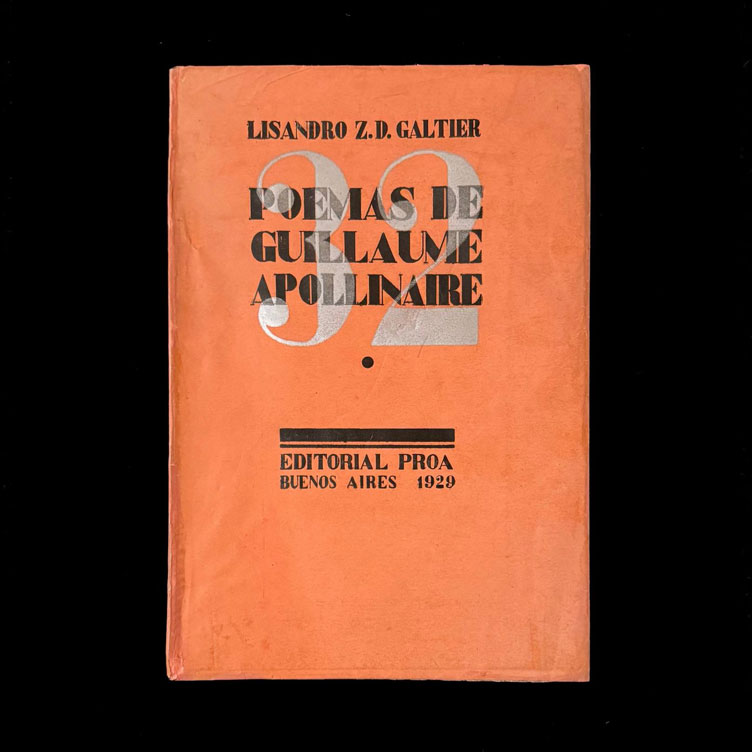 LISANDRO Z.D. GALTIER
32
POEMAS DE
GUILLAUME
APOLLINAIRE
EDITORIAL PROA
BUENOS AIRES 1929